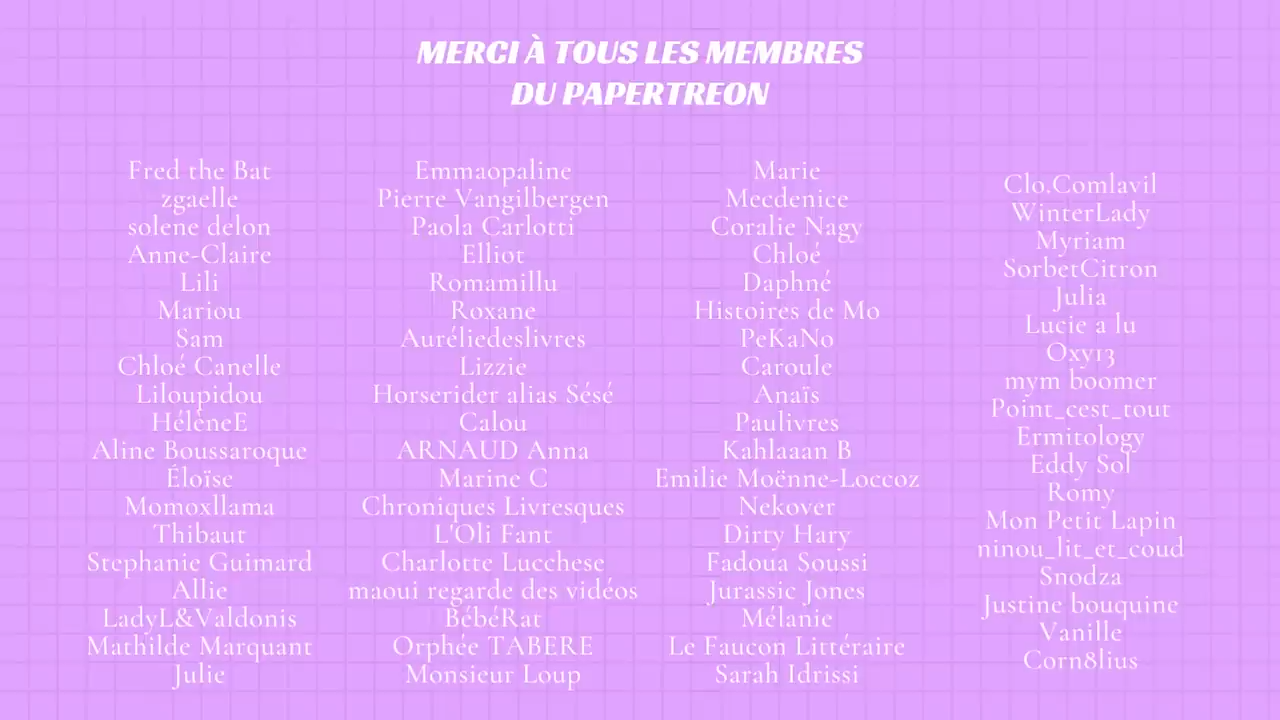 MERCI À TOUS LES MEMBRES
DU PAPERTREON
Fred the Bat
zgaelle
solene delon
Anne-Claire
Lili
Mariou
Sam
Chloé Canelle
Liloupidou
HéléneE
Aline Boussaroque
Éloïse
Momoxllama
Thibaut
Stephanie Guimard
Allie
LadyL&Valdonis
Mathilde Marquant
Julie
Emmaopaline
Pierre Vangilbergen
Paola Carlotti
Elliot
Romamillu
Roxane
Auréliedeslivres
Lizzie
Horserider alias Sésé
Calou
ARNAUD Anna
Marine C
Chroniques Livresques
L'Oli Fant
Charlotte Lucchese
maoui regarde des vidéos
BébéRat
Orphée TABERE
Monsieur Loup
Marie
Mecdenice
Coralie Nagy
Chloé
Daphné
Histoires de Mo
PeKaNo
Caroule
Anaïs
Paulivres
Kahlaaan B
Emilie Moënne-Loccoz
Nekover
Dirty Hary
Fadoua Soussi
Jurassic Jones
Mélanie
Le Faucon Littéraire
Sarah Idrissi
Clo.Comlavil
WinterLady
Myriam
SorbetCitron
Julia
Lucie a lu
Oxy13
mym boomer
Point_cest_tout
Ermitology
Eddy Sol
Romy
Mon Petit Lapin
ninou_lit_et_coud
Snodza
Justine bouquine
Vanille
Corn8lius